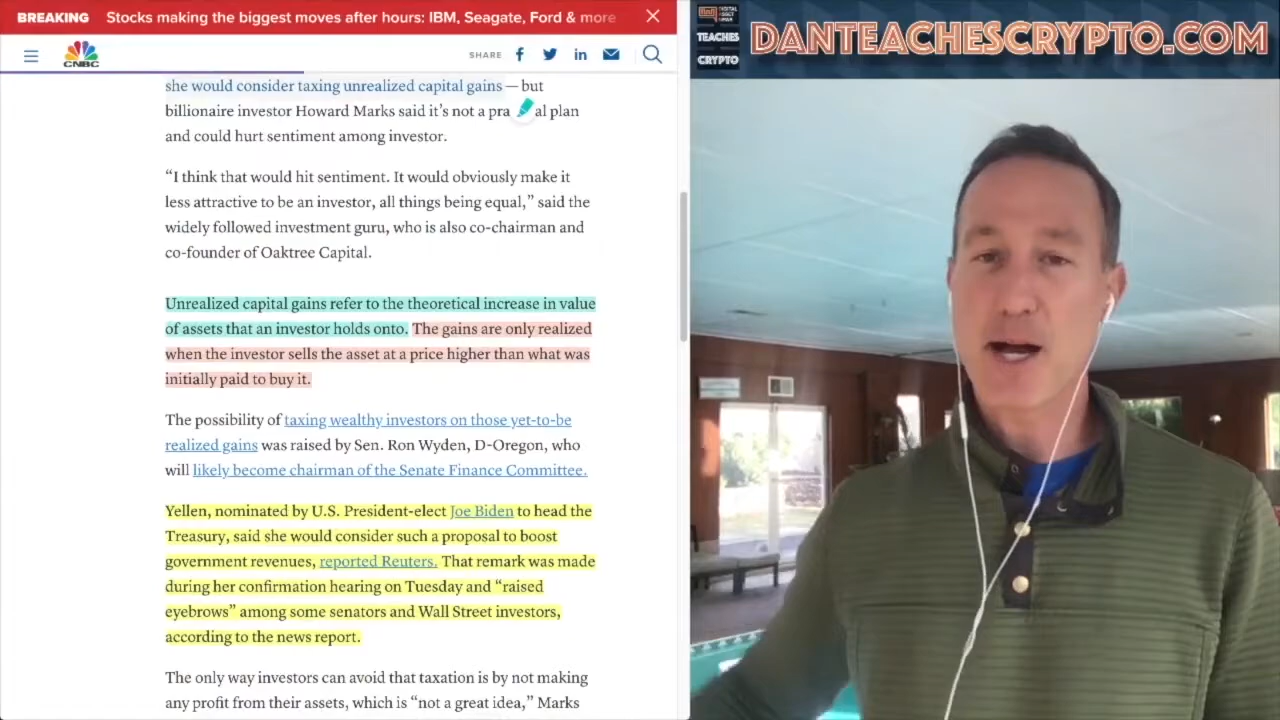 BREAKING Stocks making the biggest moves after hours: IBM, Seagate, Ford & more
CNBC
SHARE
she would consider taxing unrealized capital gains — but
billionaire investor Howard Marks said it's not a pra al plan
and could hurt sentiment among investor.
“I think that would hit sentiment. It would obviously make it
less attractive to be an investor, all things being equal,” said the
widely followed investment guru, who is also co-chairman and
co-founder of Oaktree Capital.
Unrealized capital gains refer to the theoretical increase in value
of assets that an investor holds onto. The gains are only realized
when the investor sells the asset at a price higher than what was
initially paid to buy it.
The possibility of taxing wealthy investors on those yet-to-be
realized gains was raised by Sen. Ron Wyden, D-Oregon, who
will likely become chairman of the Senate Finance Committee.
Yellen, nominated by U.S. President-elect Joe Biden to head the
Treasury, said she would consider such a proposal to boost
government revenues, reported Reuters. That remark was made
during her confirmation hearing on Tuesday and “raised
eyebrows” among some senators and Wall Street investors,
according to the news report.
The only way investors can avoid that taxation is by not making
any profit from their assets, which is “not a great idea,” Marks
DIGITAL
ASSET
NEWS
TEACHES
CRYPTO
DANTEACHESCRYPTO.COM